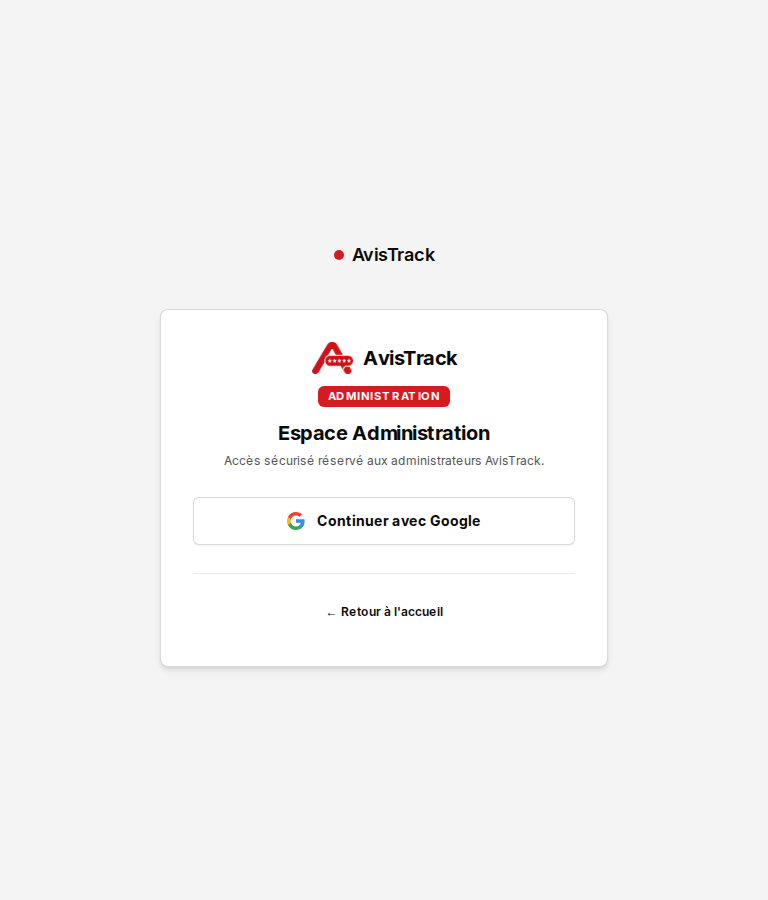 AvisTrack
AvisTrack
ADMINISTRATION
Espace Administration
Accès sécurisé réservé aux administrateurs AvisTrack.
Continuer avec Google
← Retour à l'accueil